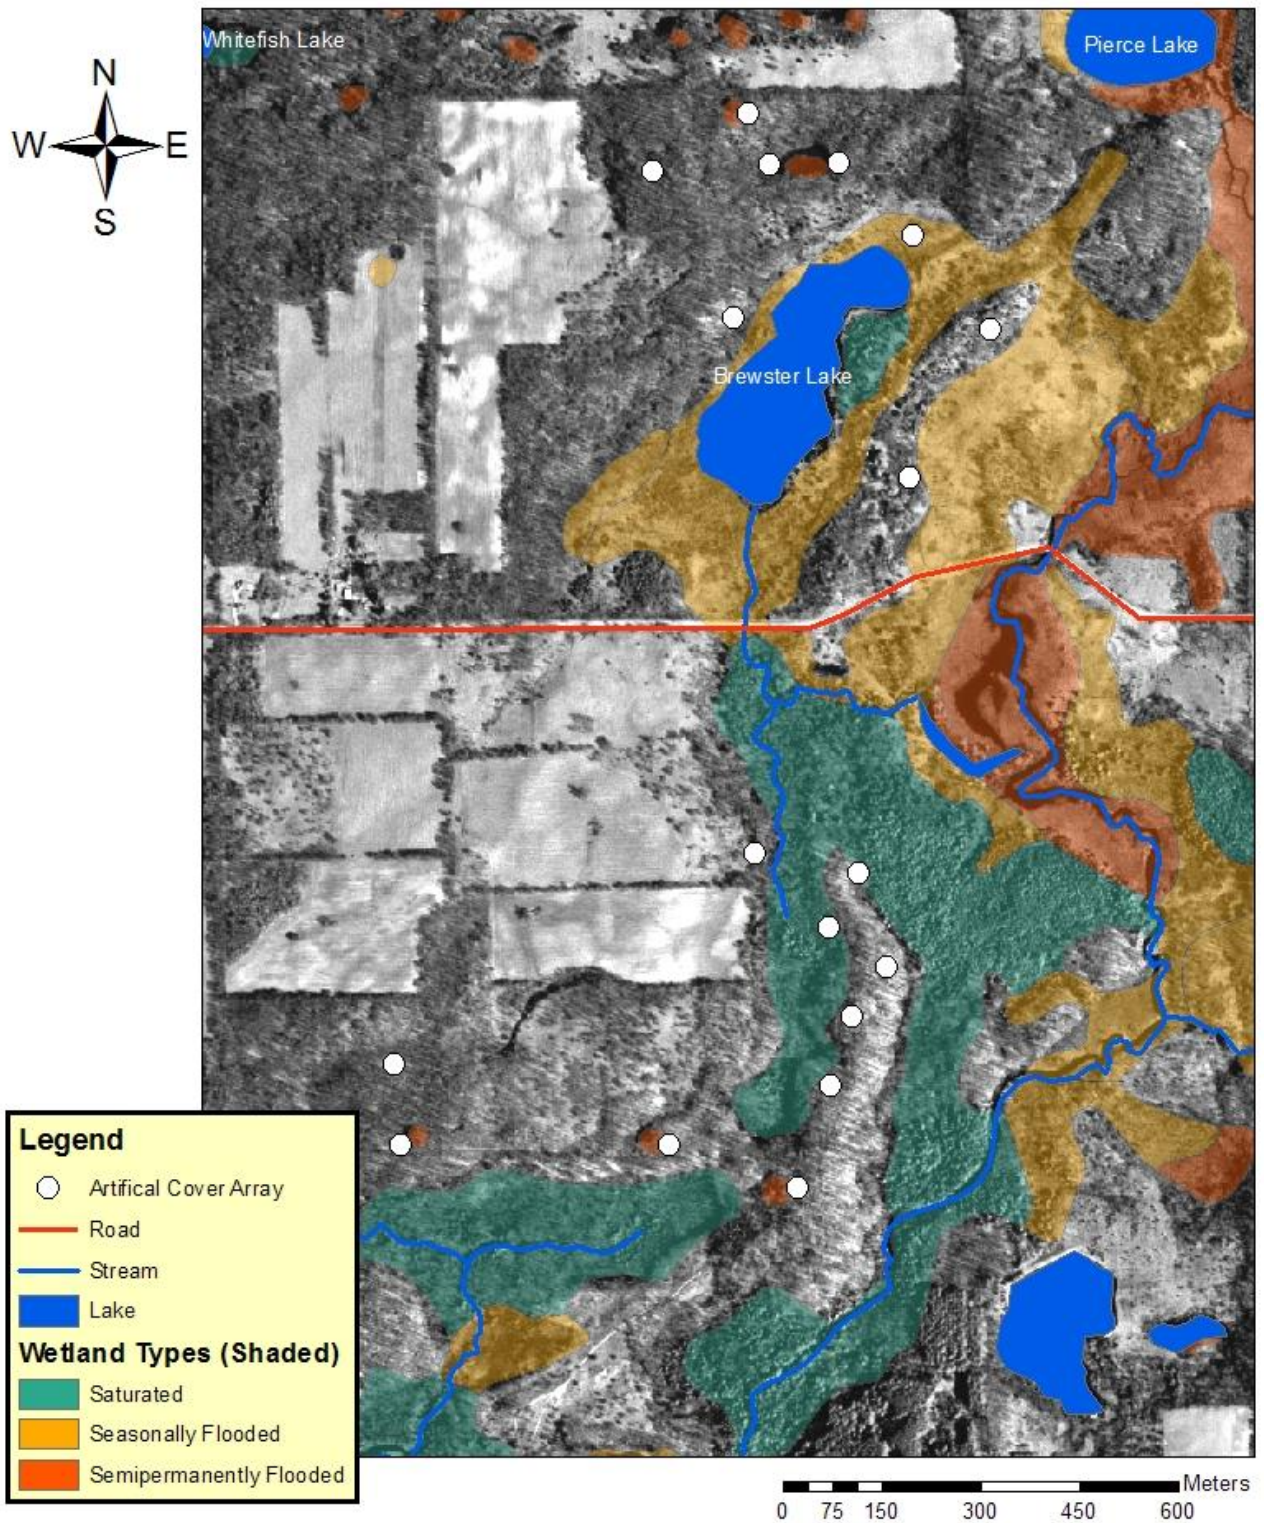 Whitefish Lake
Pierce Lake
N
W E
S
Brewster Lake
Legend
Artifical Cover Array
Road
Stream
Lake
Wetland Types (Shaded)
Saturated
Seasonally Flooded
Semipermanently Flooded
Meters
0 75 150 300 450 600